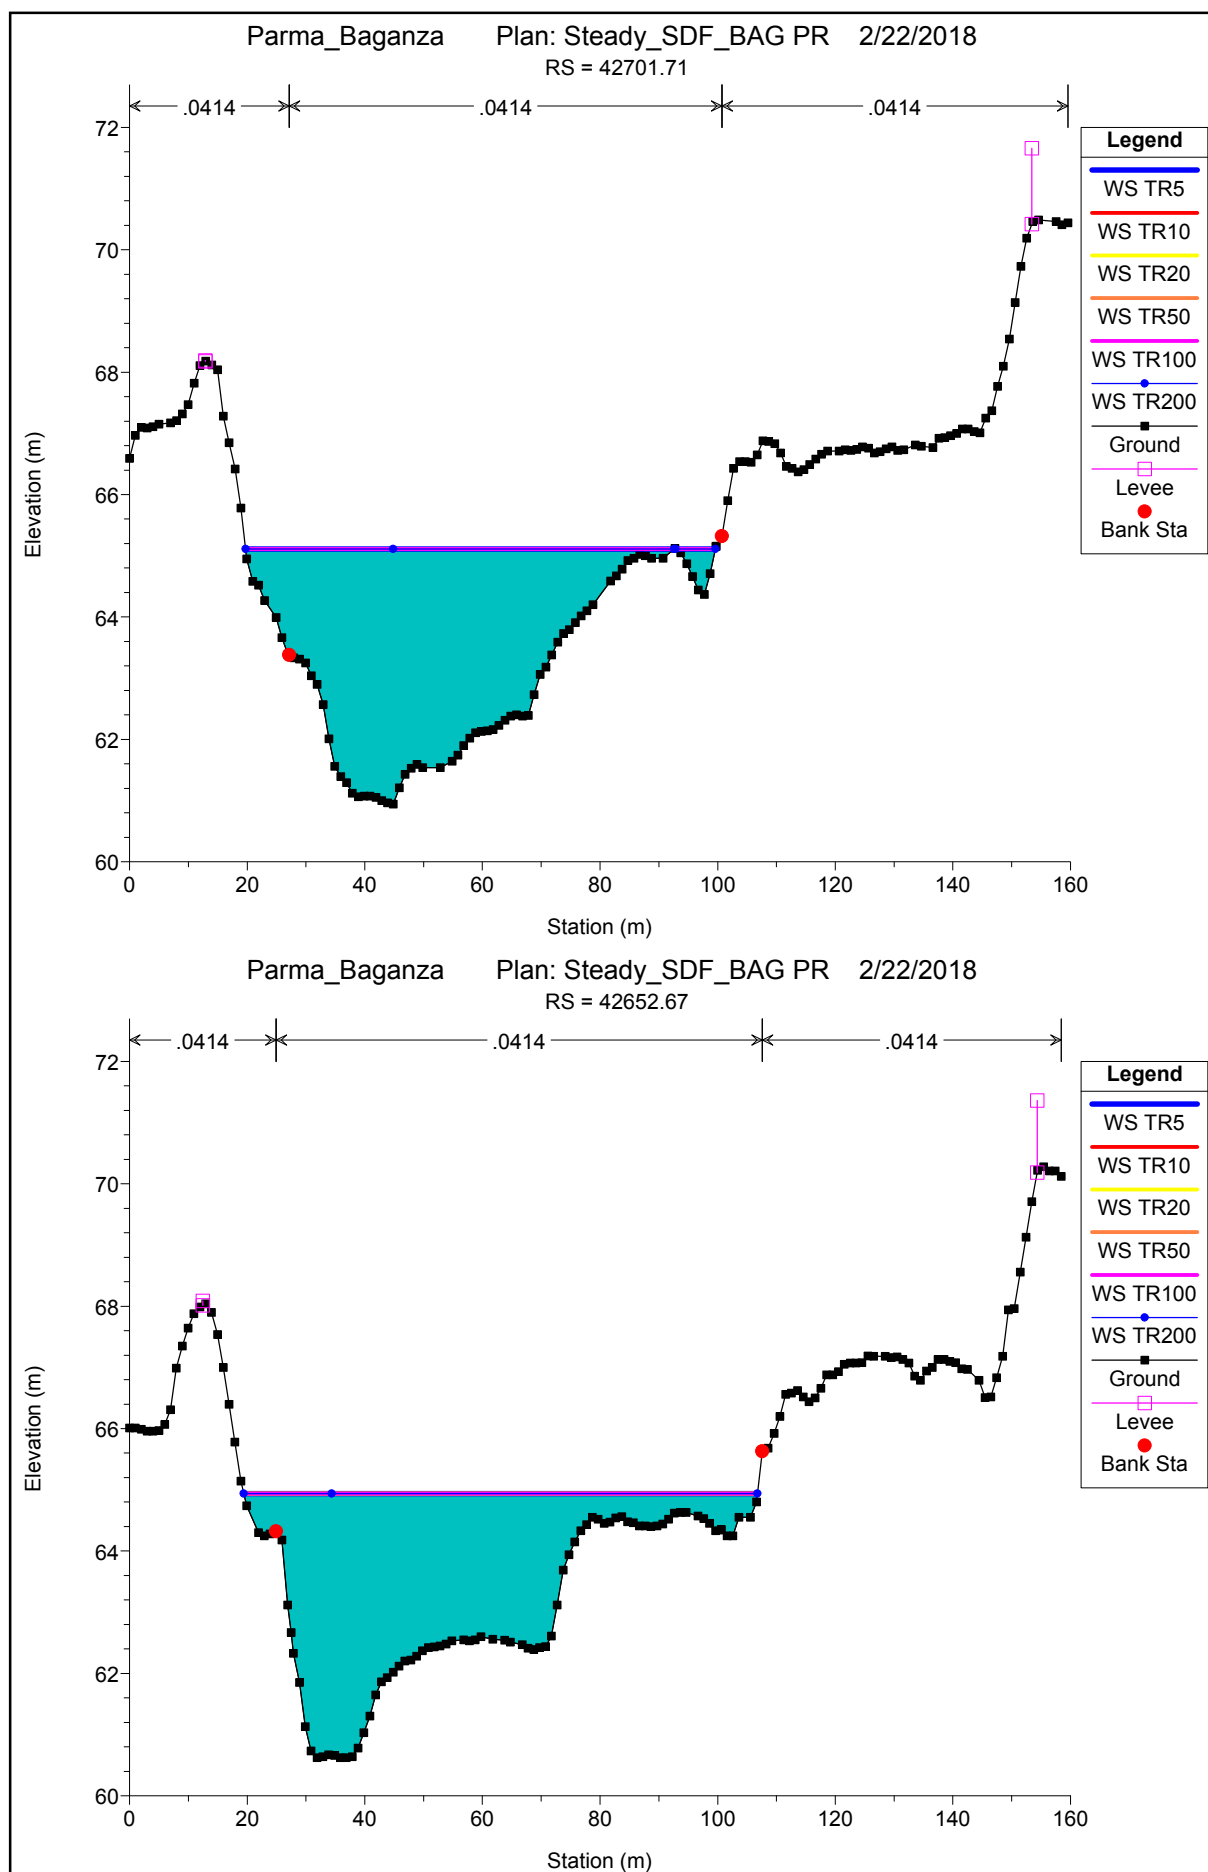 Parma_Baganza Plan: Steady_SDF_BAG PR 2/22/2018
RS = 42701.71
.0414 .0414 .0414
72
70
68
66
64
62
60
Elevation (m)
0 20 40 60 80 100 120 140 160
Station (m)
Legend
WS TR5
WS TR10
WS TR20
WS TR50
WS TR100
WS TR200
Ground
Levee
Bank Sta
Parma_Baganza Plan: Steady_SDF_BAG PR 2/22/2018
RS = 42652.67
.0414 .0414 .0414
72
70
68
66
64
62
60
Elevation (m)
0 20 40 60 80 100 120 140 160
Station (m)
Legend
WS TR5
WS TR10
WS TR20
WS TR50
WS TR100
WS TR200
Ground
Levee
Bank Sta